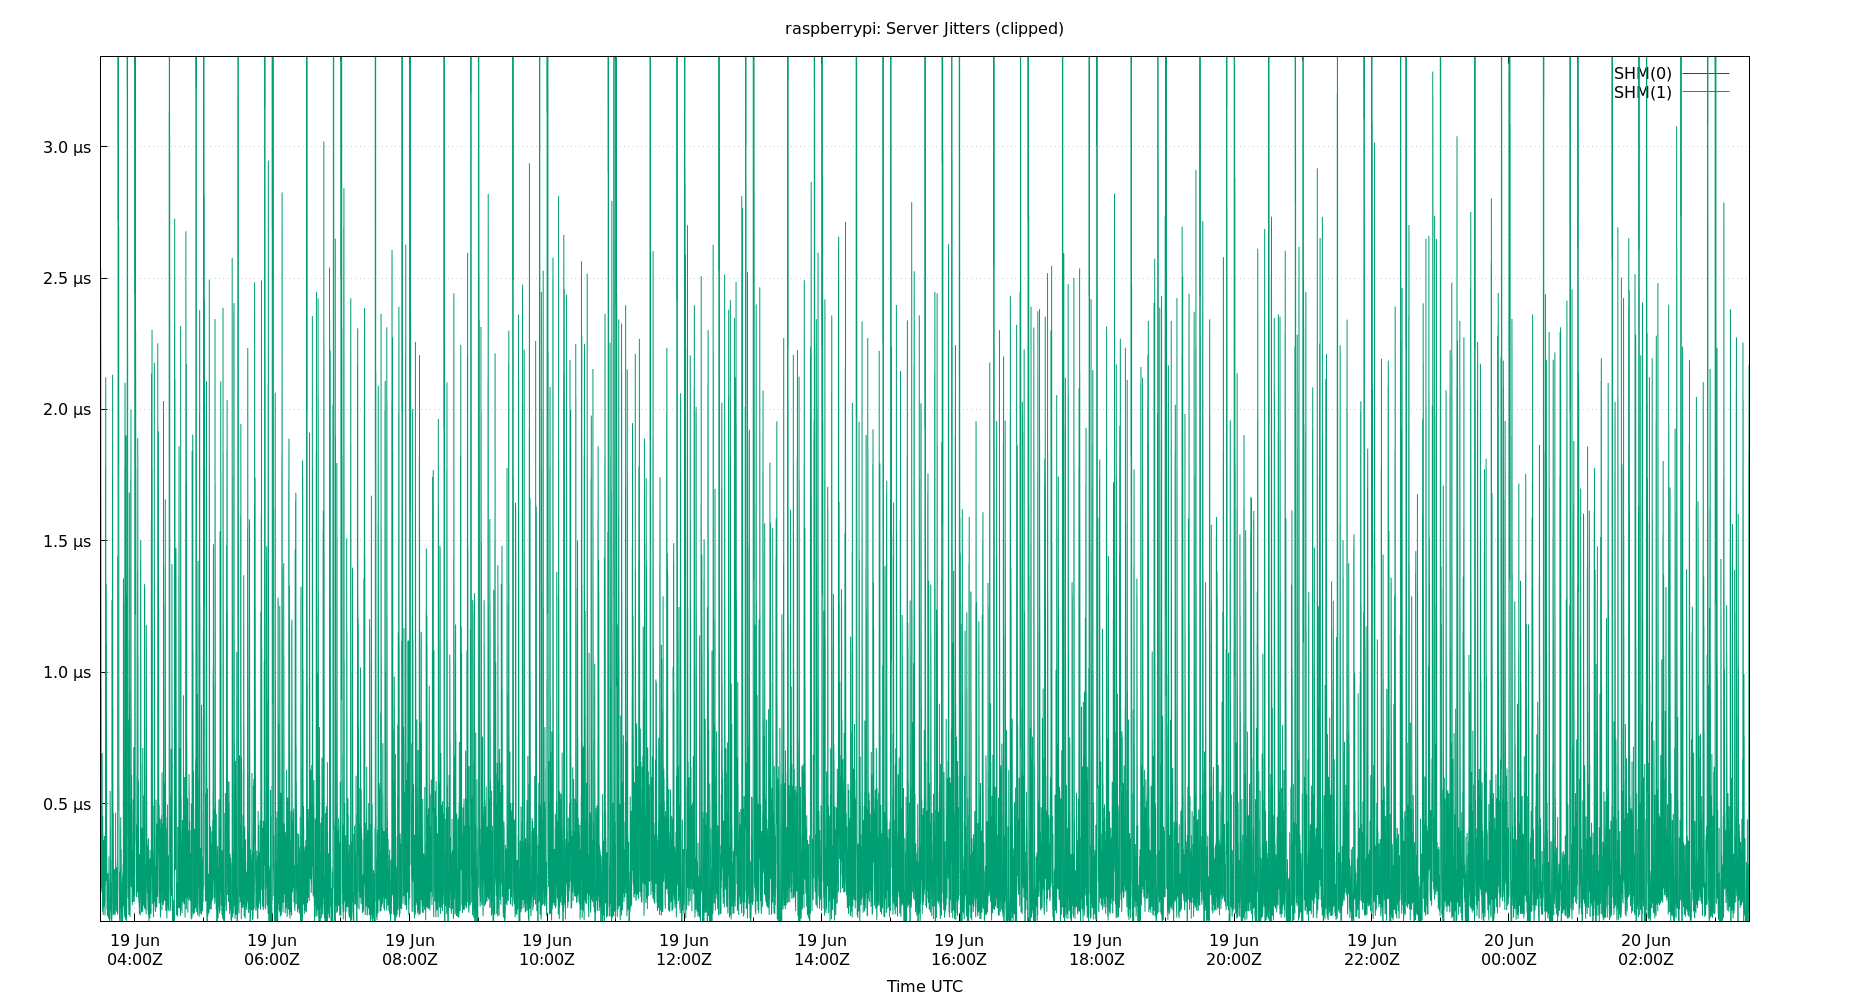 raspberrypi: Server Jitters (clipped)
SHM(0)
SHM(1)
3.0 µs
2.5 µs
2.0 µs
1.5 µs
1.0 µs
0.5 µs
19 Jun 19 Jun 19 Jun 19 Jun 19 Jun 19 Jun 19 Jun 19 Jun 19 Jun 19 Jun 20 Jun 20 Jun
04:00Z 06:00Z 08:00Z 10:00Z 12:00Z 14:00Z 16:00Z 18:00Z 20:00Z 22:00Z 00:00Z 02:00Z
Time UTC